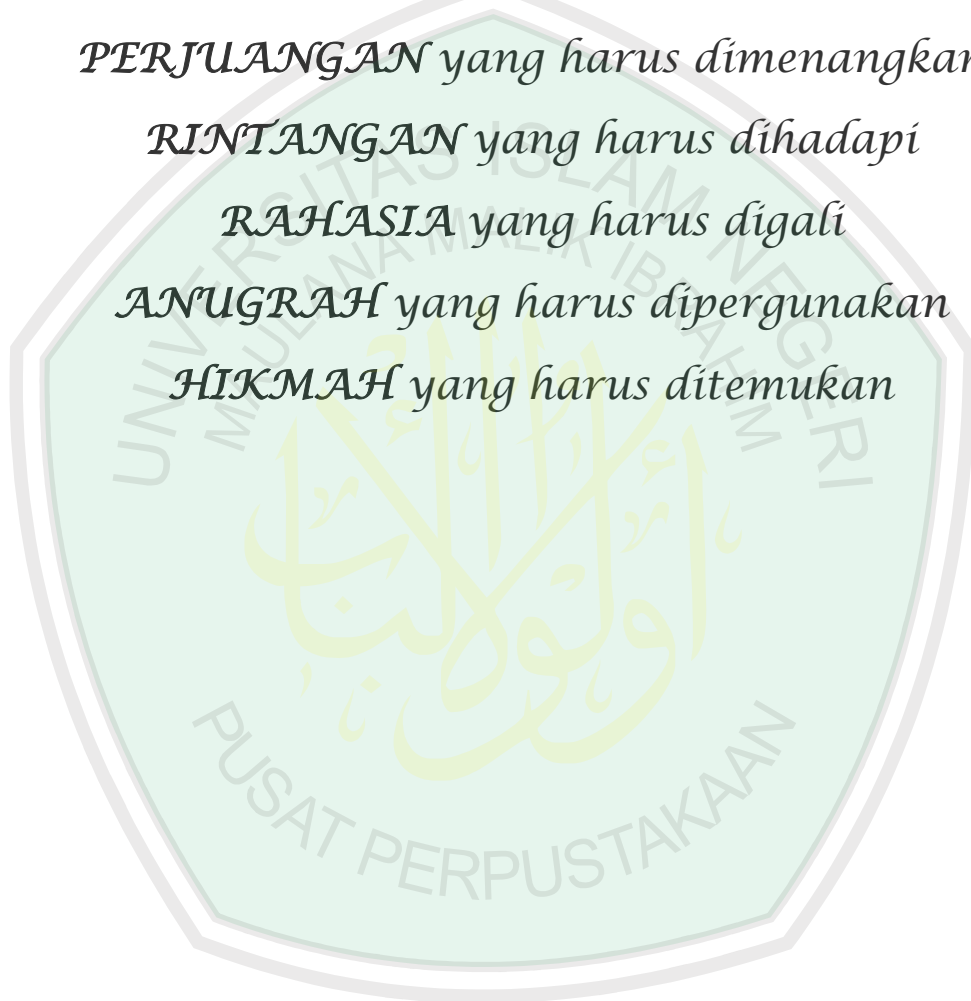 PERJUANGAN yang harus dimenangkan
RINTANGAN yang harus dihadapi
RAHASIA yang harus digali
ANUGRAH yang harus dipergunakan
HIKMAH yang harus ditemukan
UNIVERSITAS ISLAM NEGERI
MAULANA MALIK IBRAHIM
PUSAT PERPUSTAKAAN